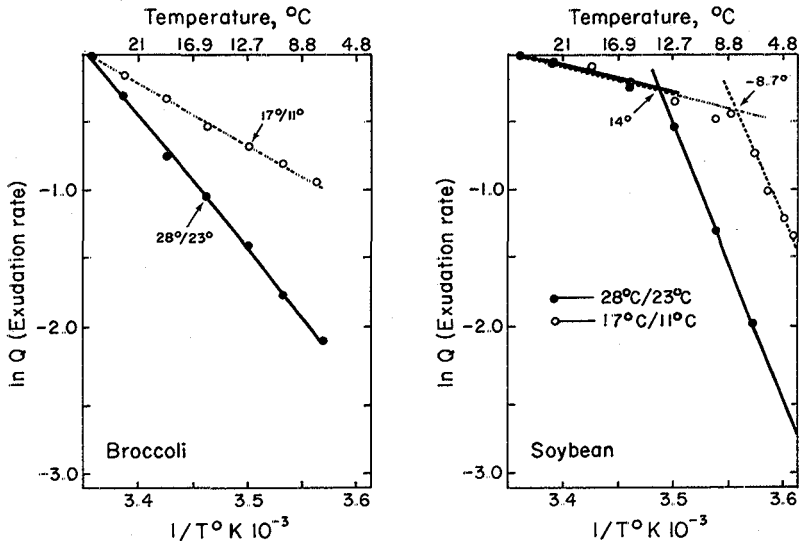 Temperature, °C
21 16.9 12.7 8.8 4.8
ln Q (Exudation rate)
-1.0
-2.0
-3.0
17°/11°
28°/23°
Broccoli
3.4 3.5 3.6
1/T° K 10⁻³
Temperature, °C
21 16.9 12.7 8.8 4.8
ln Q (Exudation rate)
-1.0
-2.0
-3.0
14°
-8.7°
28°C/23°C
17°C/11°C
Soybean
3.4 3.5 3.6
1/T° K 10⁻³